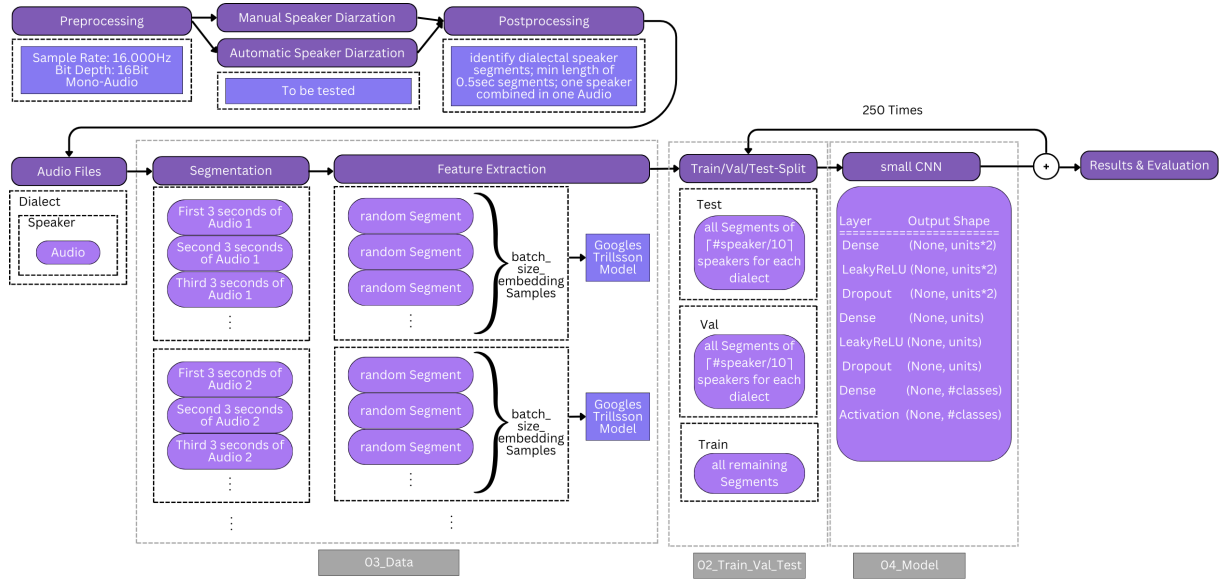 Preprocessing
Sample Rate: 16.000Hz
Bit Depth: 16Bit
Mono-Audio
Manual Speaker Diarzation
Automatic Speaker Diarzation
To be tested
Postprocessing
identify dialectal speaker
segments; min length of
0.5sec segments; one speaker
combined in one Audio
250 Times
Audio Files
Dialect
Speaker
Audio
Segmentation
First 3 seconds of
Audio 1
Second 3 seconds
of Audio 1
Third 3 seconds of
Audio 1
⋮
First 3 seconds of
Audio 2
Second 3 seconds
of Audio 2
Third 3 seconds of
Audio 2
⋮
⋮
Feature Extraction
random Segment
random Segment
random Segment
⋮
batch_
size_
embedding
Samples
Googles
Trillsson
Model
random Segment
random Segment
random Segment
⋮
batch_
size_
embedding
Samples
Googles
Trillsson
Model
⋮
03_Data
Train/Val/Test-Split
Test
all Segments of
⌈#speaker/10⌉
speakers for each
dialect
Val
all Segments of
⌈#speaker/10⌉
speakers for each
dialect
Train
all remaining
Segments
02_Train_Val_Test
small CNN
Layer Output Shape
========================
Dense (None, units*2)
LeakyReLU (None, units*2)
Dropout (None, units*2)
Dense (None, units)
LeakyReLU (None, units)
Dropout (None, units)
Dense (None, #classes)
Activation (None, #classes)
04_Model
+
Results & Evaluation